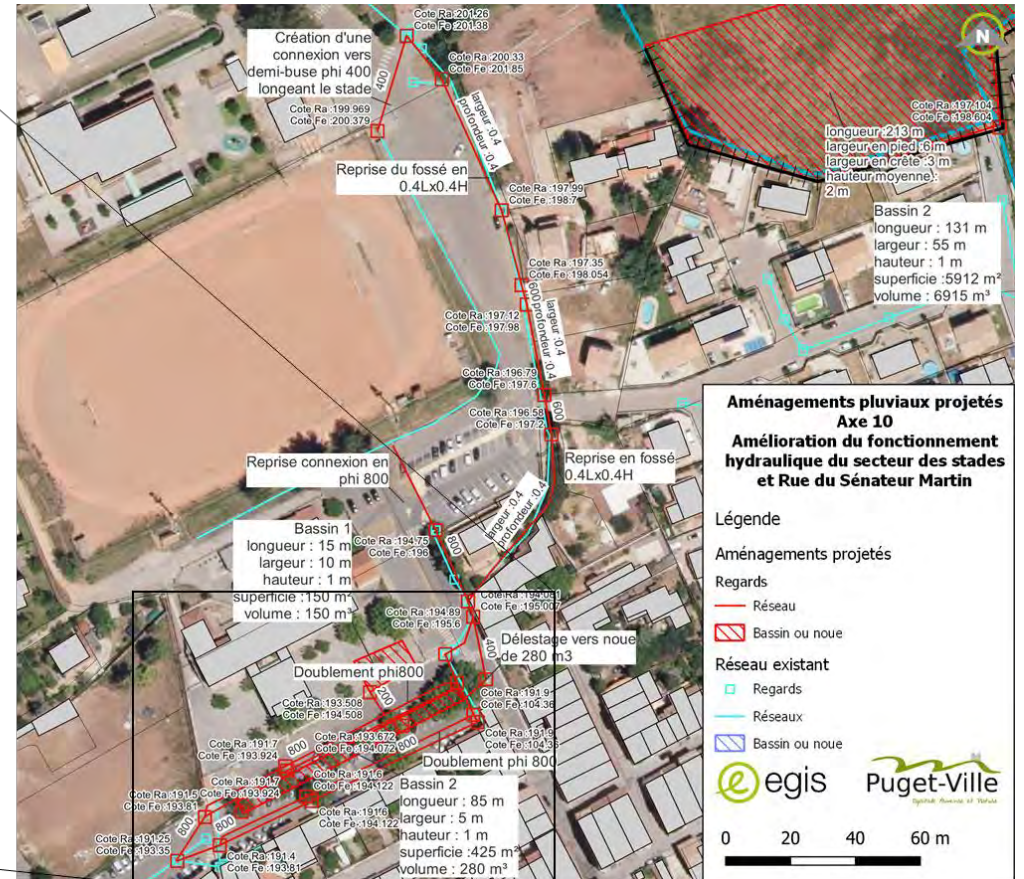 Cote Ra :201.26
Cote Fe :201.38
Création d'une
connexion vers
demi-buse phi 400
longeant le stade
400
Cote Ra :200.33
Cote Fe :201.85
N
Cote Ra :199.969
Cote Fe :200.379
largeur :0.4
profondeur :0.4
Cote Ra :197.104
Cote Fe :198.604
longueur :213 m
largeur en pied :6 m
largeur en crête :3 m
hauteur moyenne :
2 m
Reprise du fossé en
0.4Lx0.4H
Cote Ra :197.99
Cote Fe :198.7
Bassin 2
longueur : 131 m
largeur : 55 m
hauteur : 1 m
superficie :5912 m²
volume : 6915 m³
Cote Ra :197.35
Cote Fe :198.054
600
largeur :0.4
profondeur :0.4
Cote Ra :197.12
Cote Fe :197.98
Cote Ra :196.79
Cote Fe :197.6
600
Cote Ra :196.58
Cote Fe :197.2
Reprise en fossé
0.4Lx0.4H
Reprise connexion en
phi 800
largeur :0.4
profondeur :0.4
Cote Ra :194.75
Cote Fe :196
800
Bassin 1
longueur : 15 m
largeur : 10 m
hauteur : 1 m
superficie :150 m²
volume : 150 m³
Cote Fe :195.007
Cote Ra :194.89
Cote Fe :195.6
400
Délestage vers noue
de 280 m3
Doublement phi800
200
Cote Ra :193.508
Cote Fe :194.508
Cote Ra :191.9
Cote Fe :104.36
Cote Ra :193.672
Cote Fe :194.072
800
800
Cote Ra :191.7
Cote Fe :193.924
Doublement phi 800
Cote Ra :191.7
Cote Fe :193.924
Cote Ra :191.6
Cote Fe :194.122
Cote Ra :191.5
Cote Fe :193.81
800
Cote Ra :191.6
Cote Fe :194.122
Cote Ra :191.25
Cote Fe :193.35
Cote Ra :191.4
Cote Fe :193.81
Bassin 2
longueur : 85 m
largeur : 5 m
hauteur : 1 m
superficie :425 m²
volume : 280 m³
Aménagements pluviaux projetés
Axe 10
Amélioration du fonctionnement
hydraulique du secteur des stades
et Rue du Sénateur Martin
Légende
Aménagements projetés
Regards
Réseau
Bassin ou noue
Réseau existant
Regards
Réseaux
Bassin ou noue
egis
Puget-Ville
0 20 40 60 m